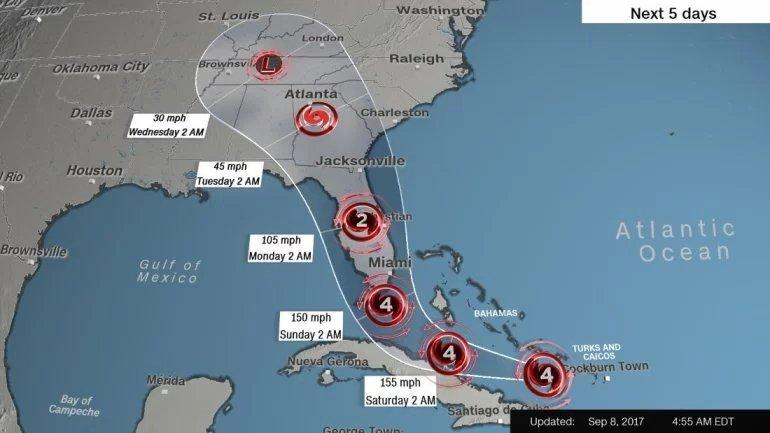 Next 5 days
Denver
St. Louis
Washington
London
Oklahoma City
Brownsvi
L
Raleigh
Atlanta
Dallas
30 mph
Wednesday 2 AM
Charleston
45 mph
Tuesday 2 AM
Jacksonville
Houston
l Rio
2
stian
Atlantic
Ocean
105 mph
Monday 2 AM
Brownsville
Gulf of
Mexico
Miami
4
BAHAMAS
150 mph
Sunday 2 AM
4
TURKS AND
CAICOS
Nueva Gerona
4
Cockburn Town
155 mph
Saturday 2 AM
Mérida
Bay of
Campeche
Santiago de Cuba
George Town
Updated: Sep 8, 2017 4:55 AM EDT